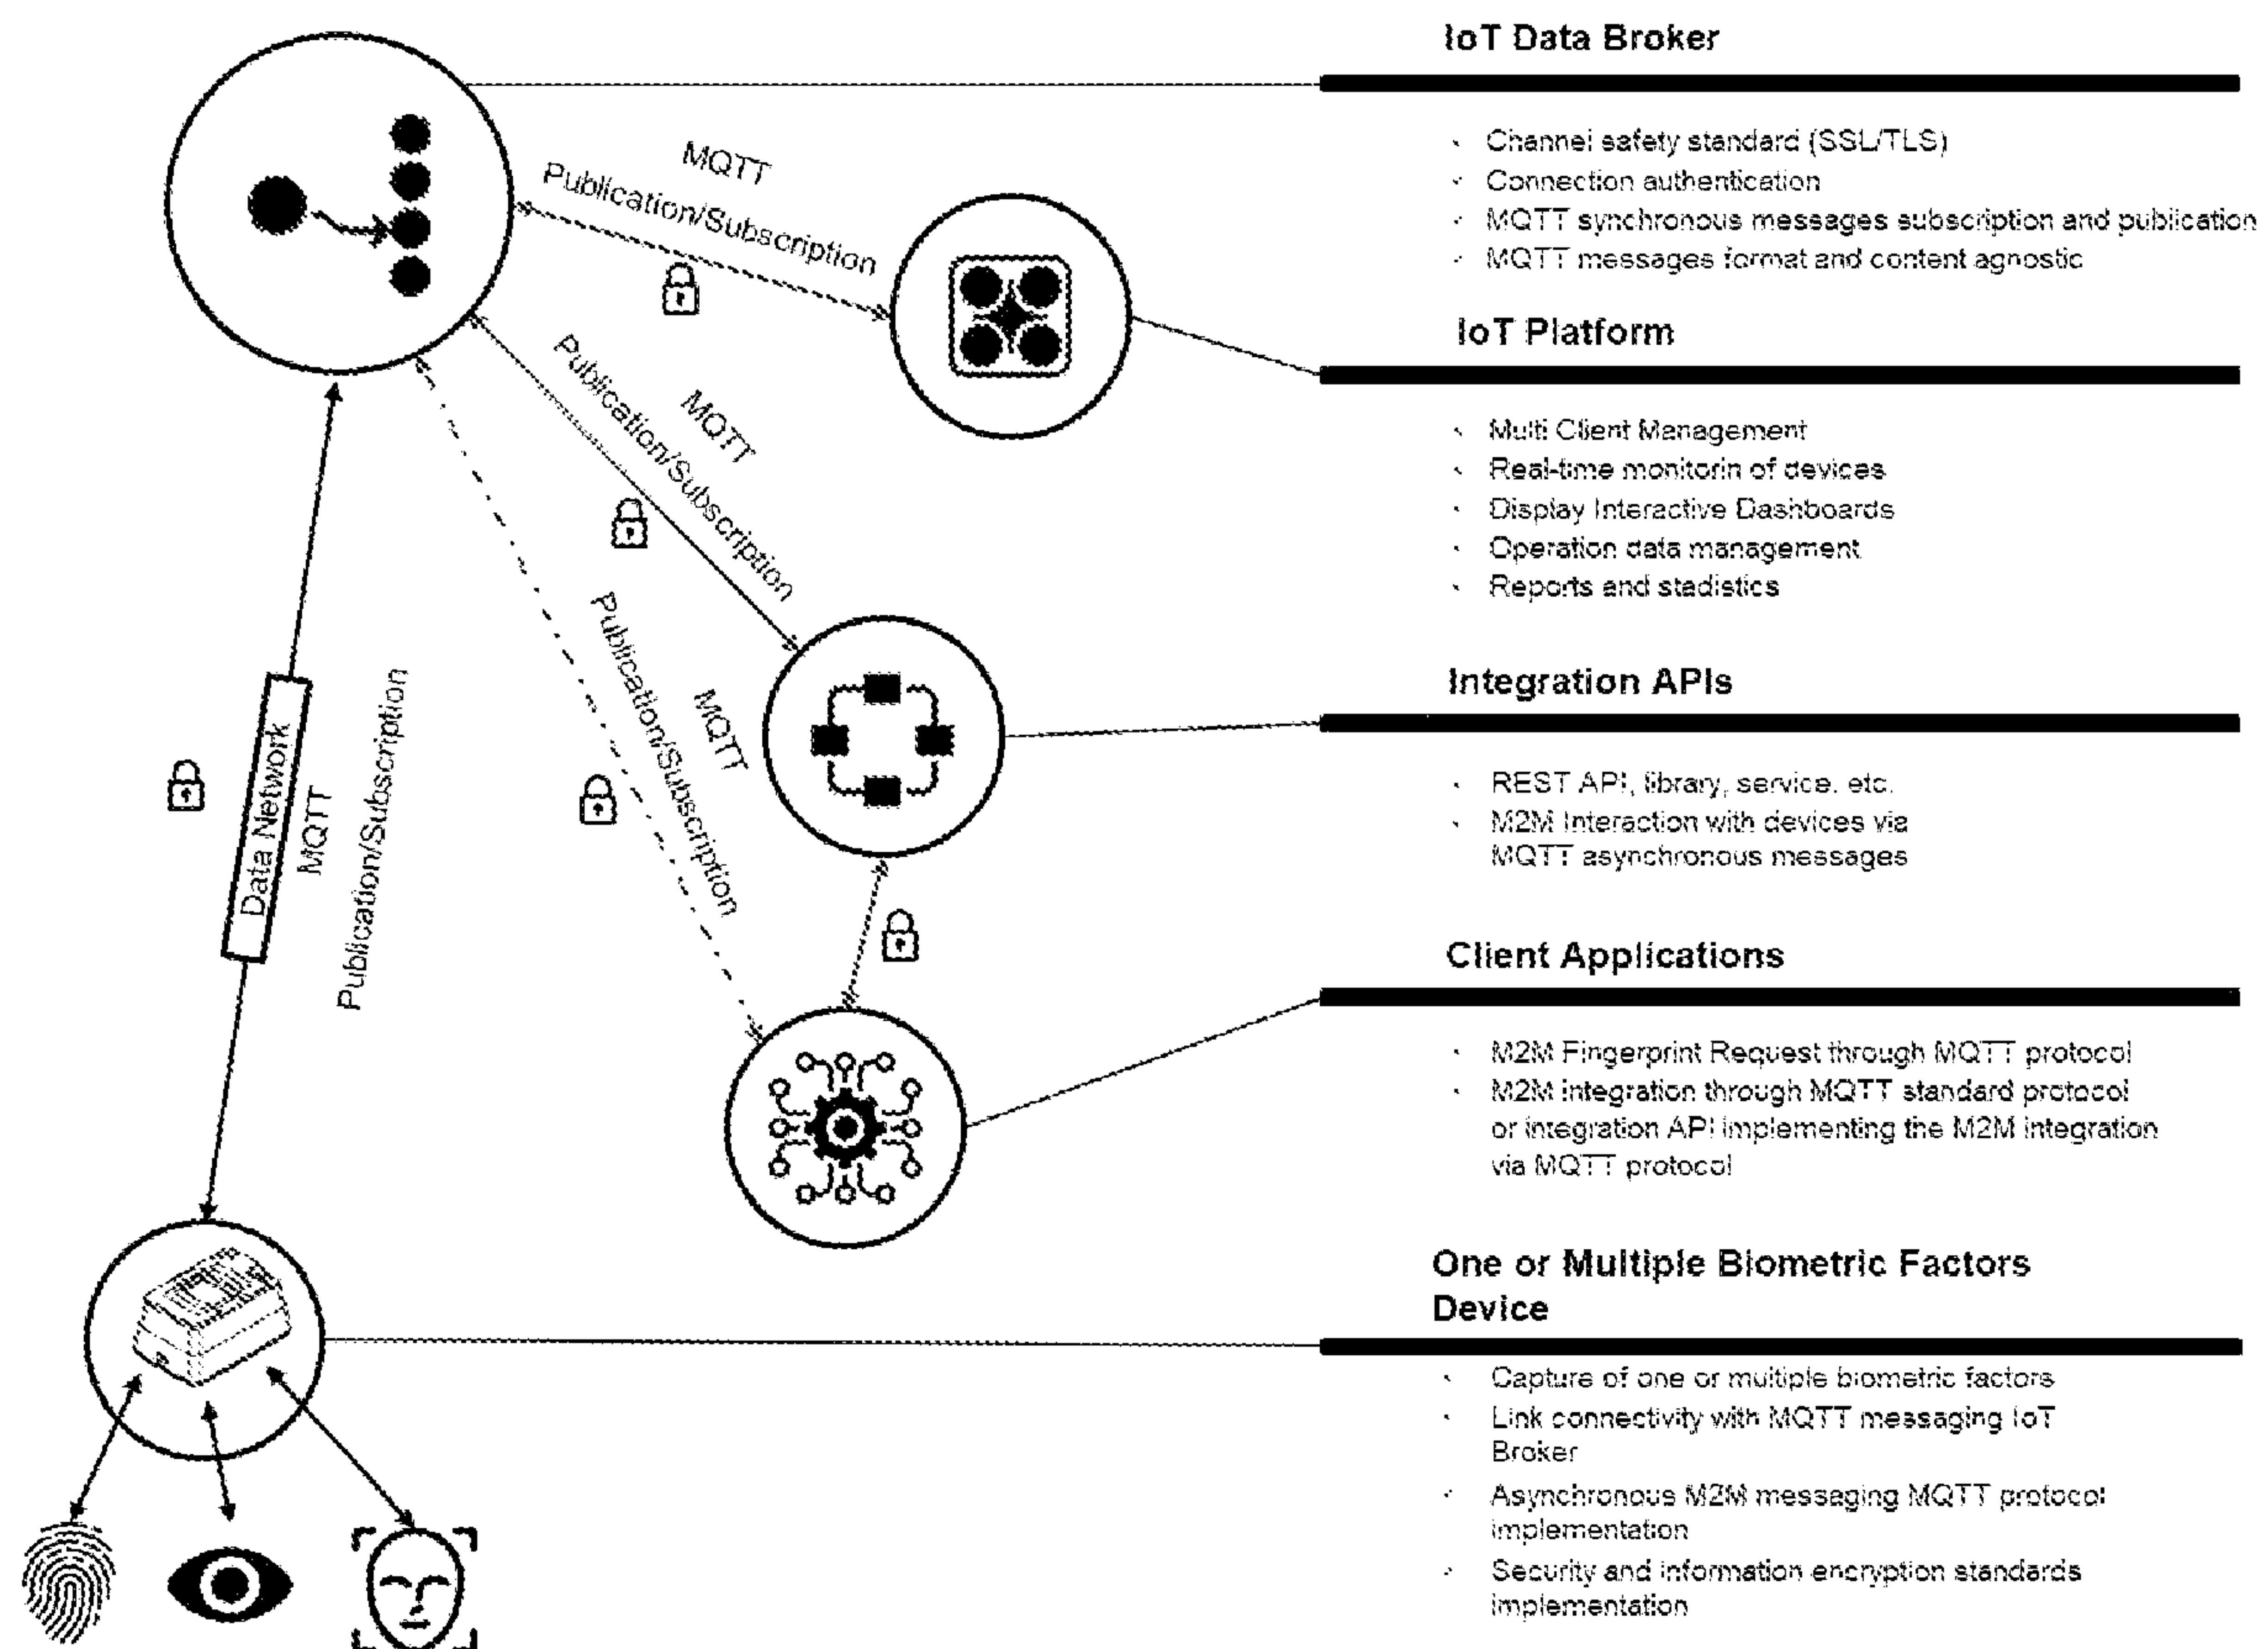 IoT Data Broker
· Channel safety standard (SSL/TLS)
· Connection authentication
· MQTT synchronous messages subscription and publication
· MQTT messages format and content agnostic
MQTT
Publication/Subscription
IoT Platform
· Multi Client Management
· Real-time monitorin of devices
· Display Interactive Dashboards
· Operation data management
· Reports and stadistics
MQTT
Publication/Subscription
Integration APIs
· REST API, library, service. etc.
· M2M Interaction with devices via
MQTT asynchronous messages
MQTT
Publication/Subscription
Data Network
MQTT
Publication/Subscription
Client Applications
· M2M Fingerprint Request through MQTT protocol
· M2M integration through MQTT standard protocol
or integration API implementing the M2M integration
via MQTT protocol
One or Multiple Biometric Factors
Device
· Capture of one or multiple biometric factors
· Link connectivity with MQTT messaging IoT
Broker
· Asynchronous M2M messaging MQTT protocol
implementation
· Security and information encryption standards
implementation